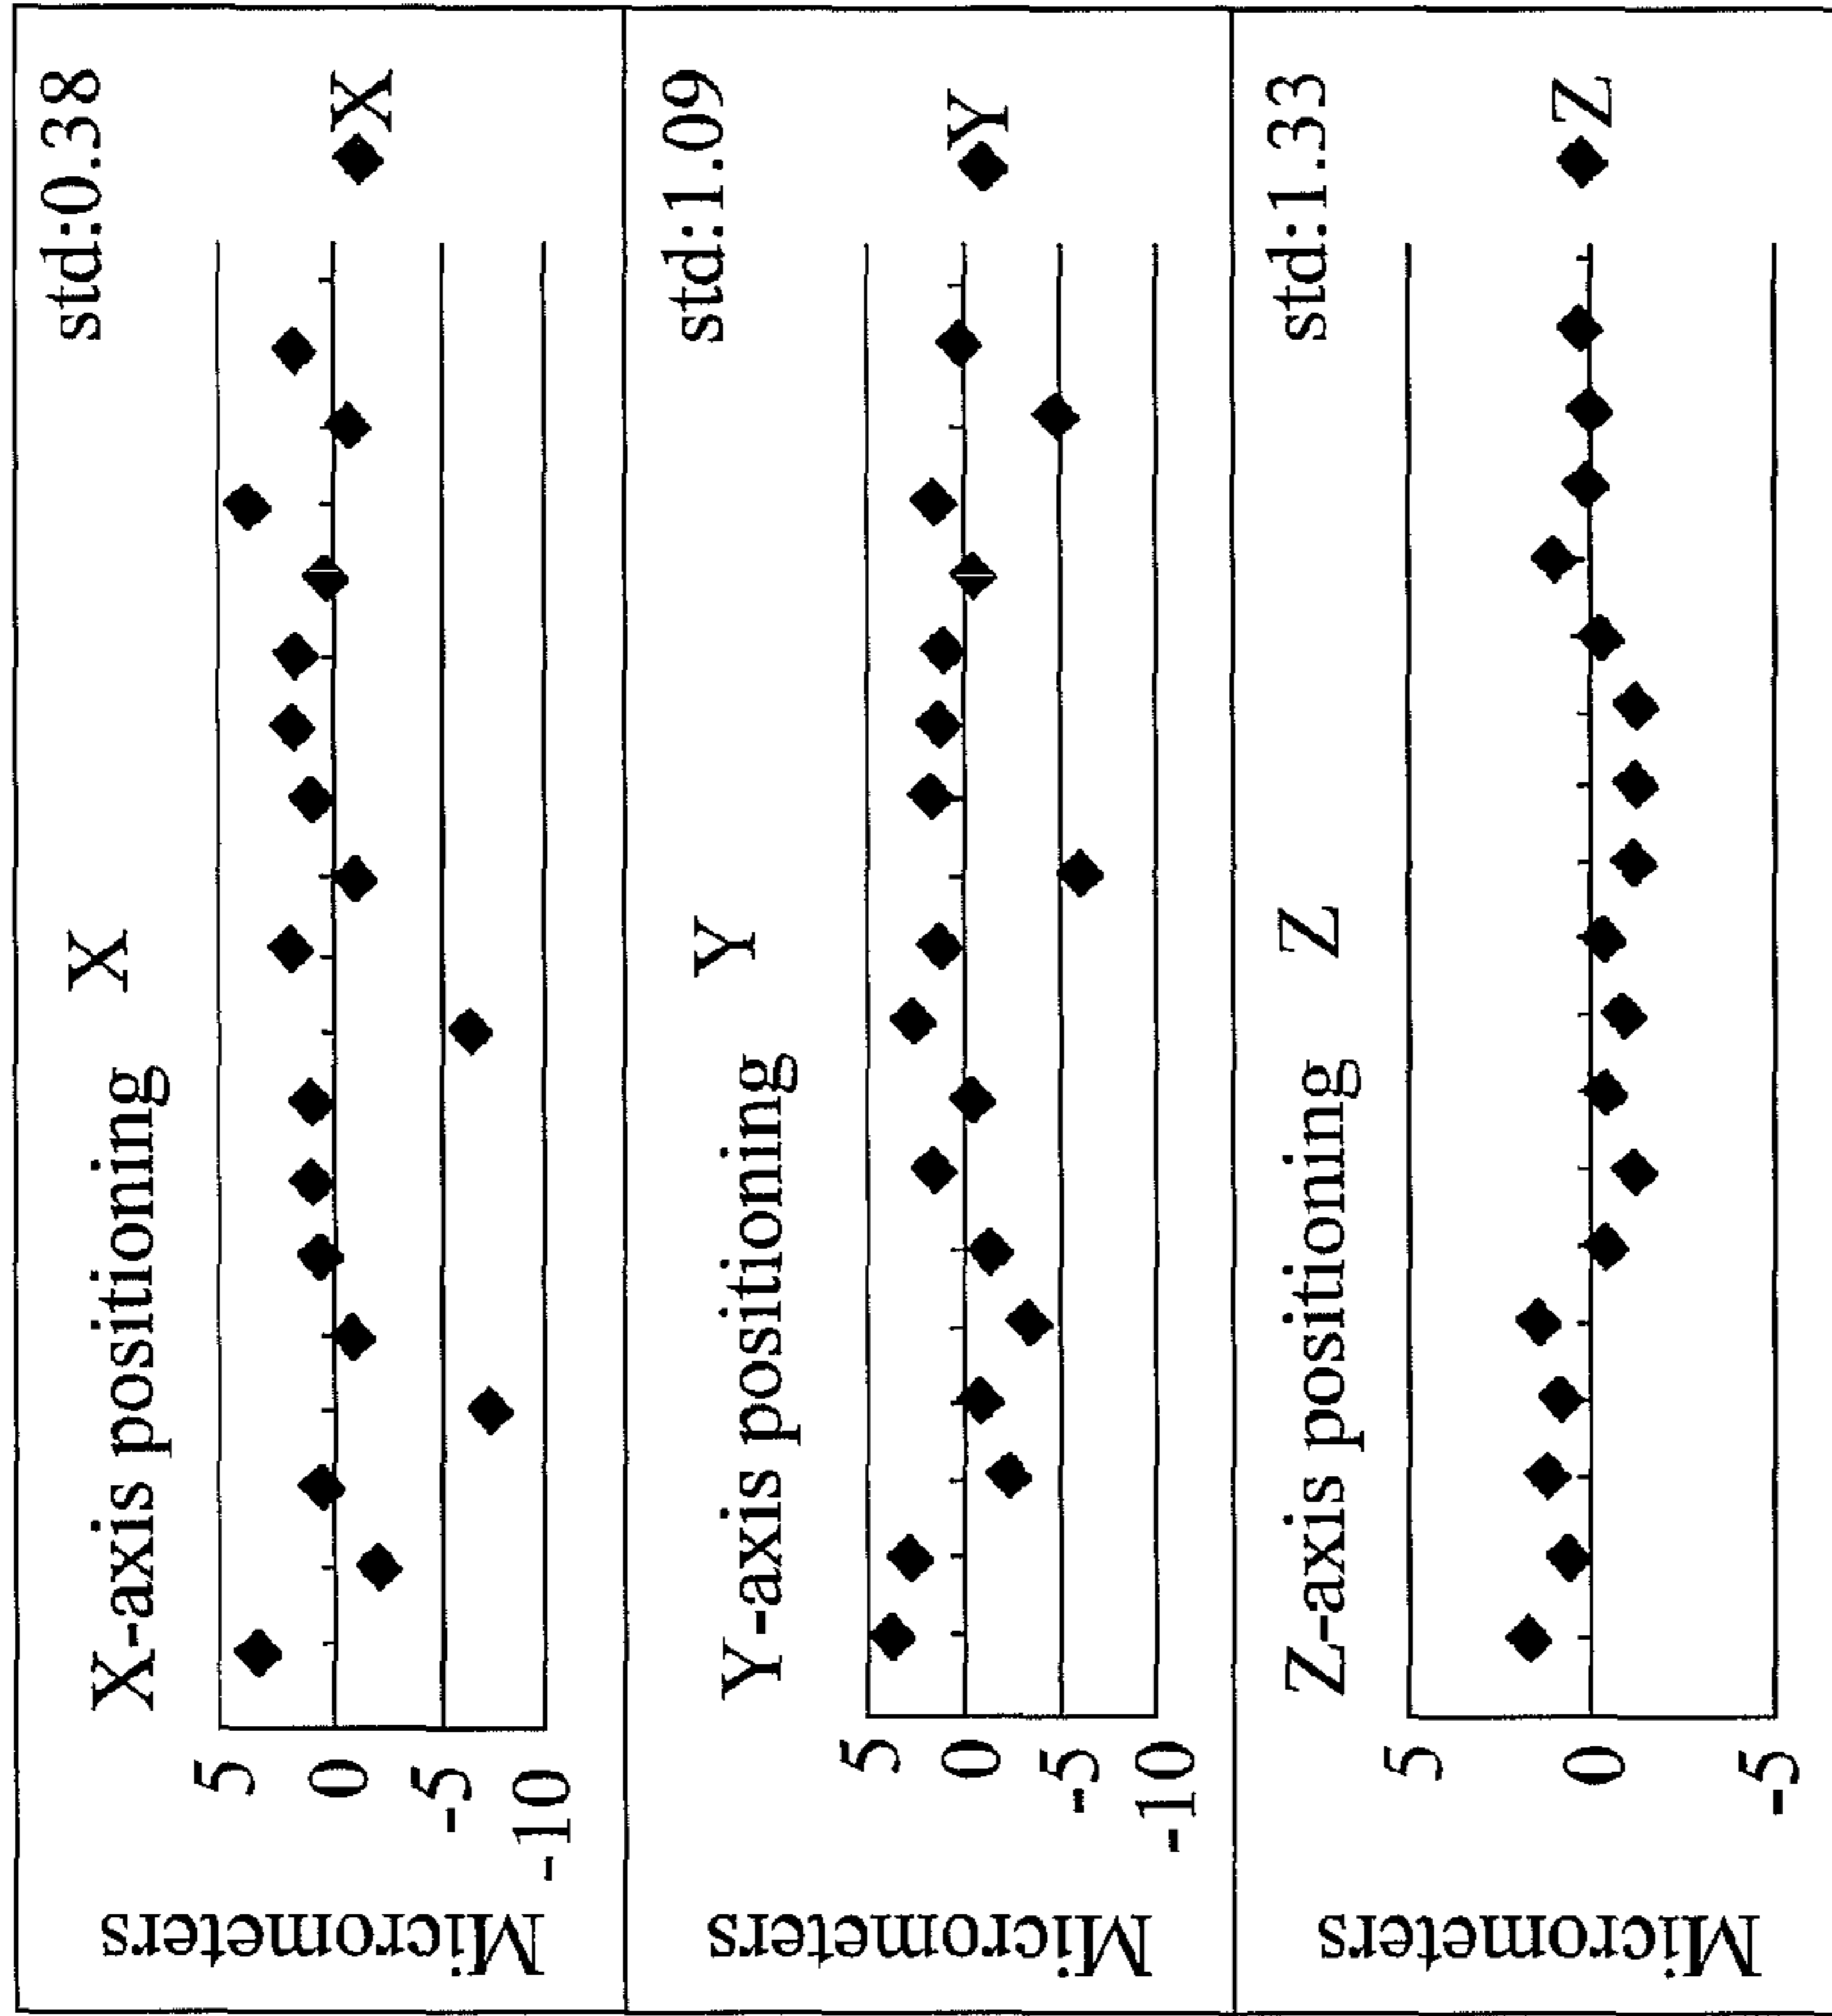 X-axis positioning X std:0.38
Micrometers
5
0
-5
-10
X
Y-axis positioning Y std:1.09
Micrometers
5
0
-5
-10
Y
Z-axis positioning Z std:1.33
Micrometers
5
0
-5
Z